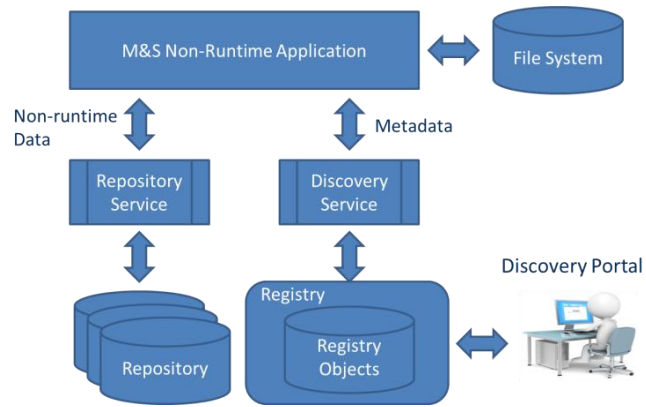 M&S Non-Runtime Application
File System
Non-runtime
Data
Metadata
Repository
Service
Discovery
Service
Discovery Portal
Registry
Repository
Registry
Objects